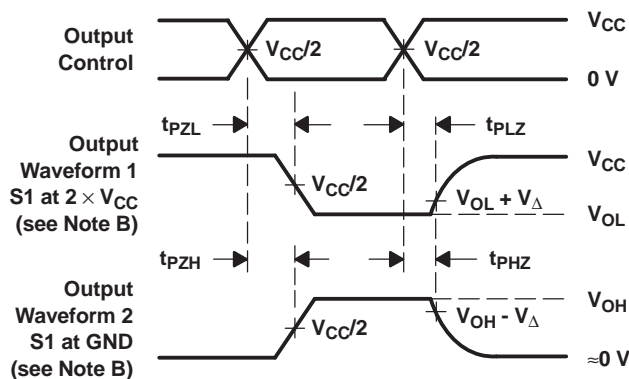 Output
Control
V_CC/2
V_CC/2
V_CC
0 V
t_PZL
t_PLZ
Output
Waveform 1
S1 at 2 × V_CC
(see Note B)
V_CC/2
V_OL + V_Δ
V_CC
V_OL
t_PZH
t_PHZ
Output
Waveform 2
S1 at GND
(see Note B)
V_CC/2
V_OH - V_Δ
V_OH
≈0 V